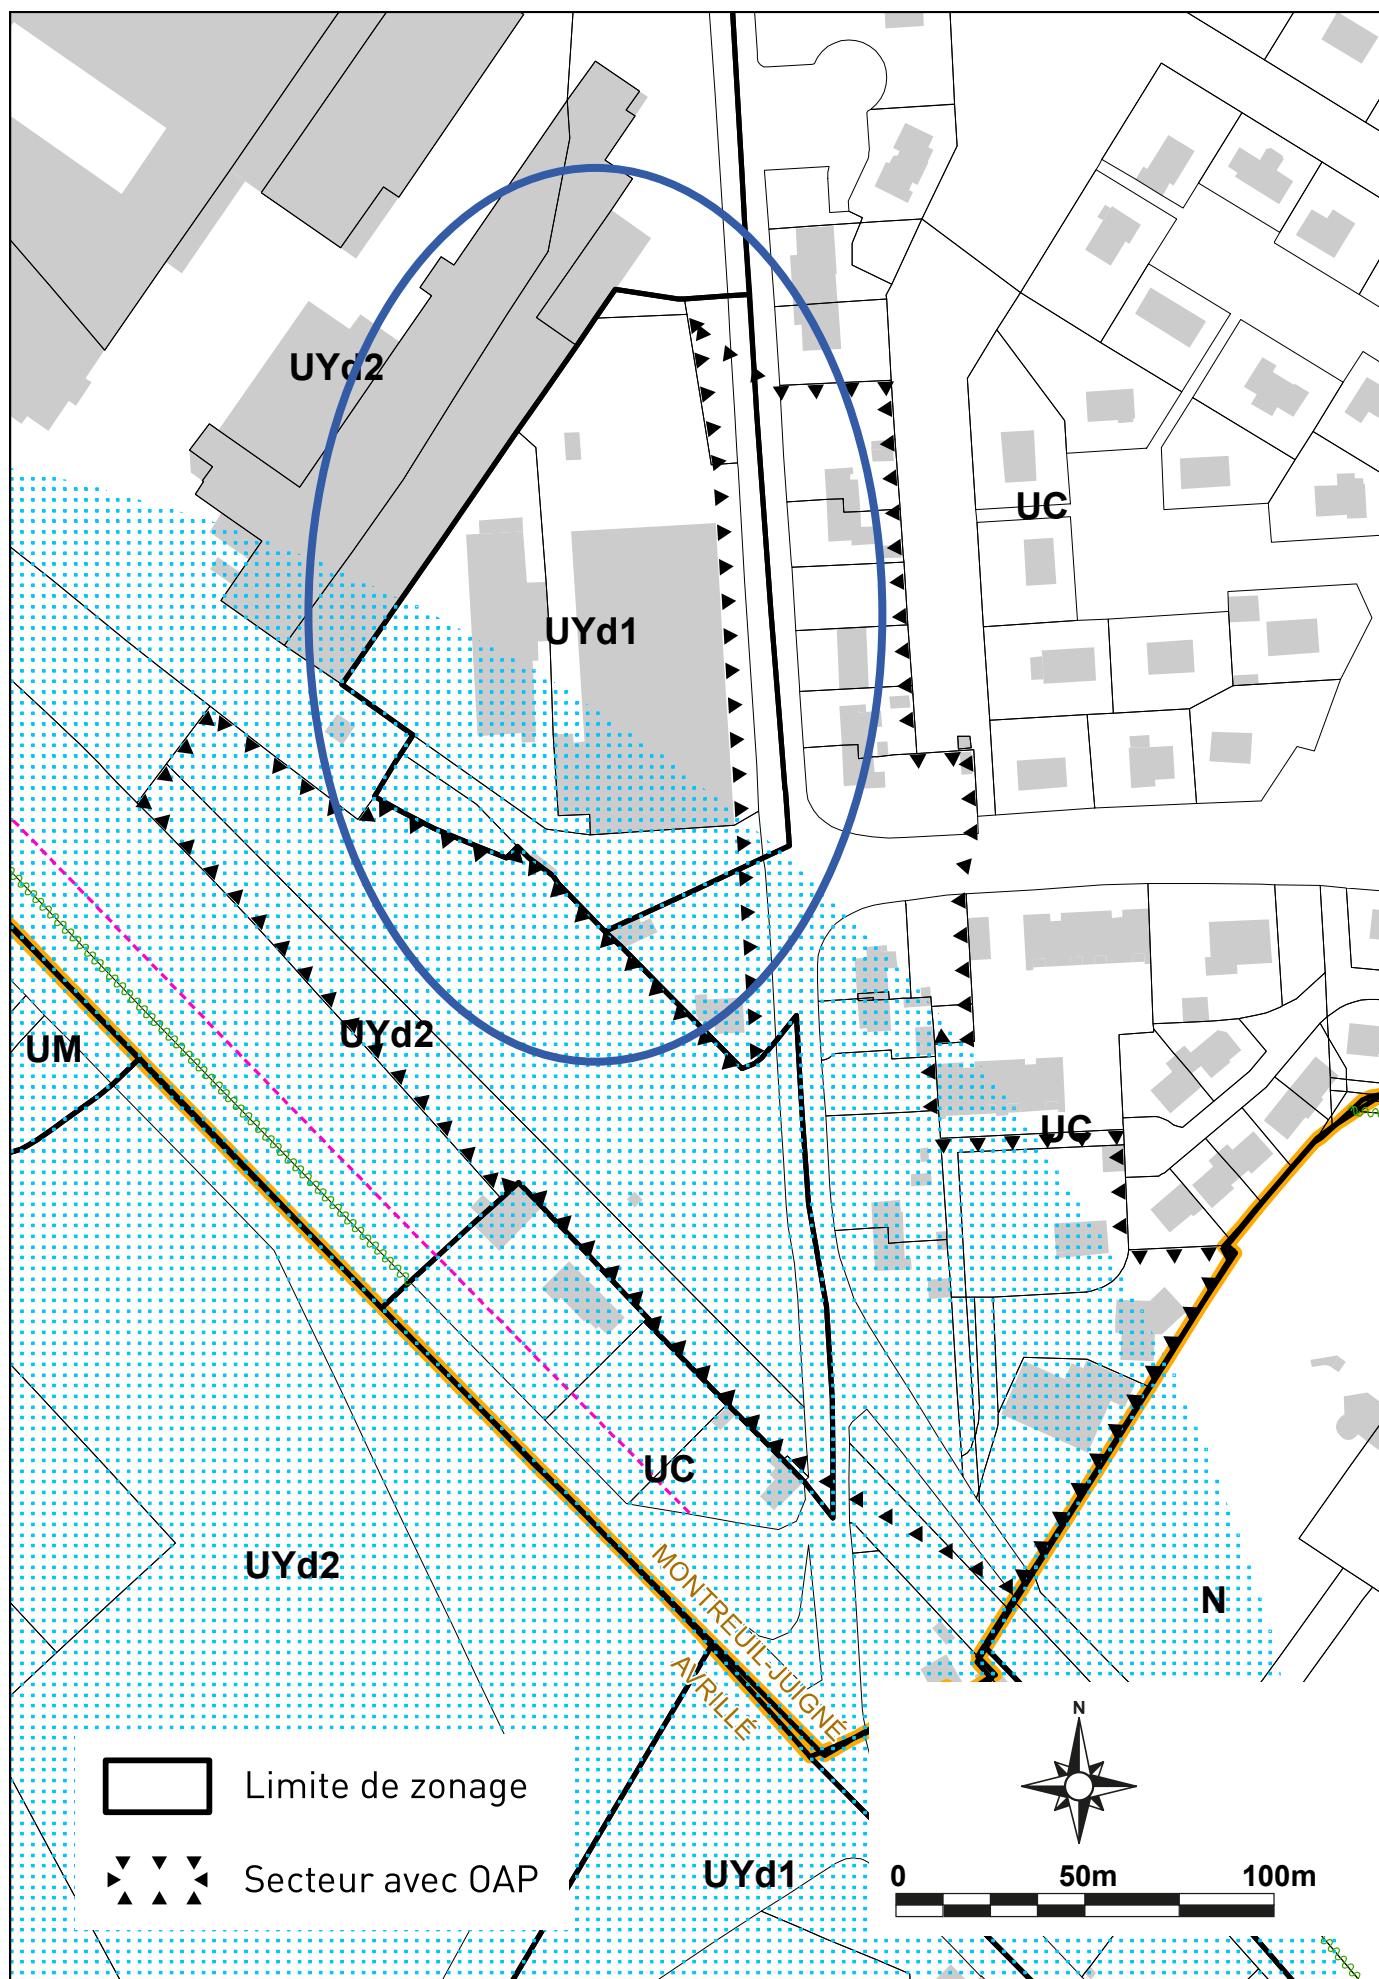 UYd2
UC
UYd1
UYd2
UM
UC
UC
UYd2
MONTREUIL-JUIGNÉ
AVRILLÉ
N
N
Limite de zonage
Secteur avec OAP
UYd1
0 50m 100m